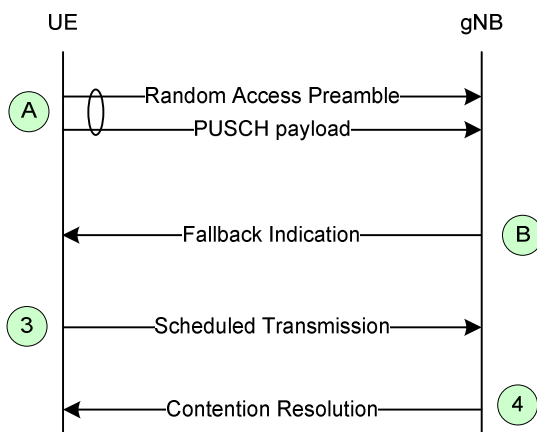 UE
gNB
A
Random Access Preamble
PUSCH payload
Fallback Indication
B
3
Scheduled Transmission
Contention Resolution
4